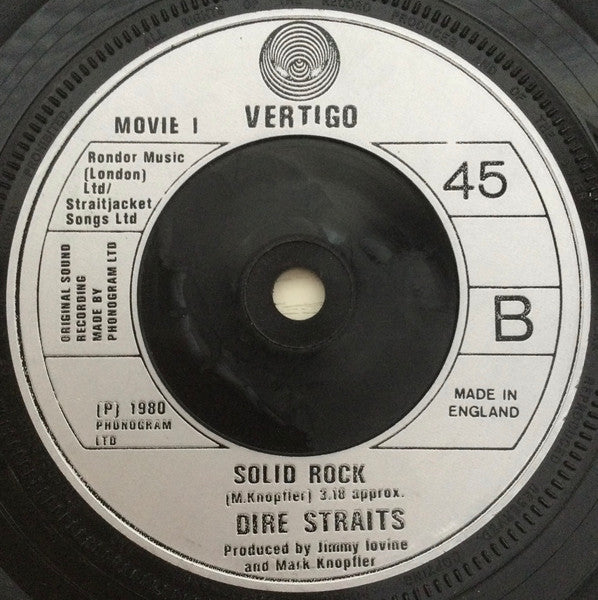 MOVIE 1 VERTIGO
Rondor Music
(London)
Ltd/
Straitjacket
Songs Ltd
45
ORIGINAL SOUND
RECORDING
MADE BY
PHONOGRAM LTD
B
(P) 1980
PHONOGRAM
LTD
MADE IN
ENGLAND
SOLID ROCK
(M.Knopfler) 3.18 approx.
DIRE STRAITS
Produced by Jimmy Iovine
and Mark Knopfler